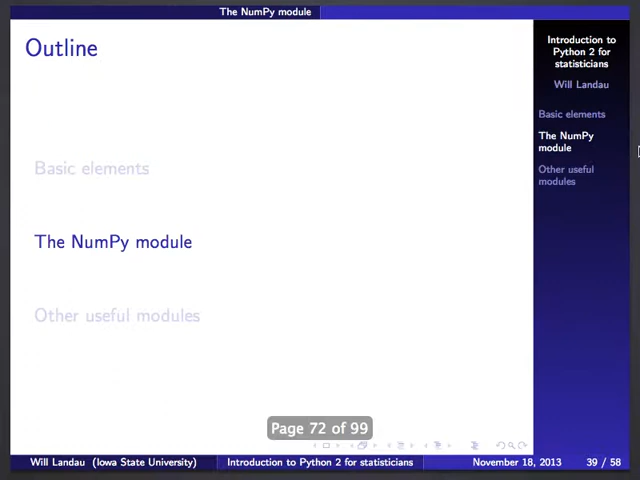 The NumPy module
Outline
Basic elements
The NumPy module
Other useful modules
Introduction to
Python 2 for
statisticians
Will Landau
Basic elements
The NumPy
module
Other useful
modules
Page 72 of 99
Will Landau (Iowa State University)
Introduction to Python 2 for statisticians
November 18, 2013
39 / 58